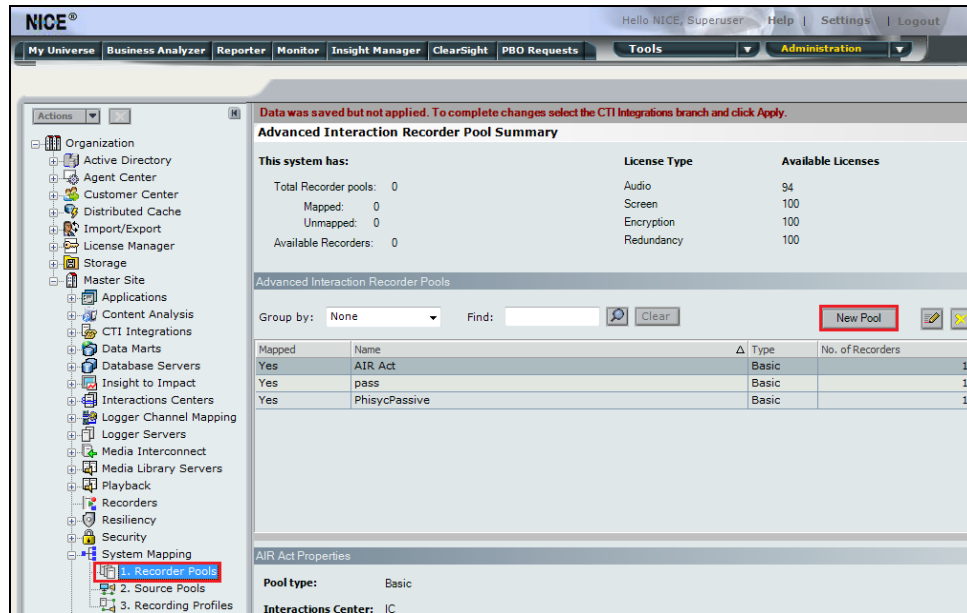 NICE®
Hello NICE, Superuser Help | Settings | Logout
My Universe Business Analyzer Reporter Monitor Insight Manager ClearSight PBO Requests Tools Administration
Actions
Organization
Active Directory
Agent Center
Customer Center
Distributed Cache
Import/Export
License Manager
Storage
Master Site
Applications
Content Analysis
CTI Integrations
Data Marts
Database Servers
Insight to Impact
Interactions Centers
Logger Channel Mapping
Logger Servers
Media Interconnect
Media Library Servers
Playback
Recorders
Resiliency
Security
System Mapping
1. Recorder Pools
2. Source Pools
3. Recording Profiles
Data was saved but not applied. To complete changes select the CTI Integrations branch and click Apply.
Advanced Interaction Recorder Pool Summary
This system has: License Type Available Licenses
Total Recorder pools: 0 Audio 94
Mapped: 0 Screen 100
Unmapped: 0 Encryption 100
Available Recorders: 0 Redundancy 100
Advanced Interaction Recorder Pools
Group by: None Find: Clear New Pool
Mapped Name Type No. of Recorders
Yes AIR Act Basic 1
Yes pass Basic 1
Yes PhisycPassive Basic 1
AIR Act Properties
Pool type: Basic
Interactions Center: IC